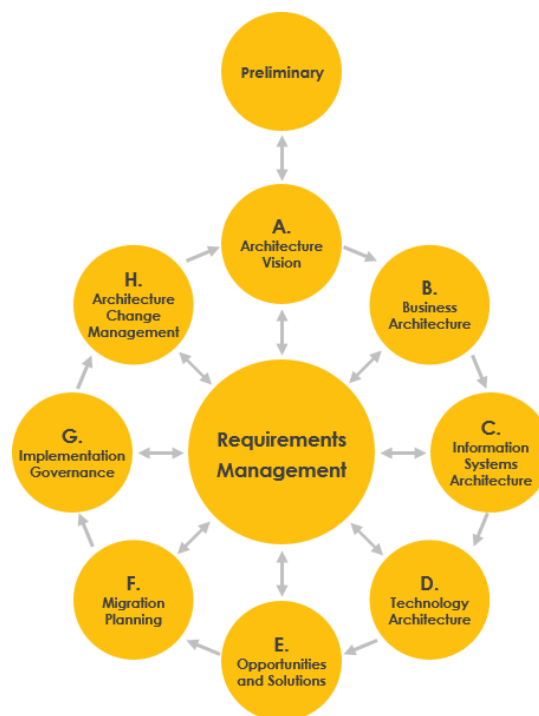 Preliminary
A.
Architecture
Vision
B.
Business
Architecture
C.
Information
Systems
Architecture
D.
Technology
Architecture
E.
Opportunities
and Solutions
F.
Migration
Planning
G.
Implementation
Governance
H.
Architecture
Change
Management
Requirements
Management